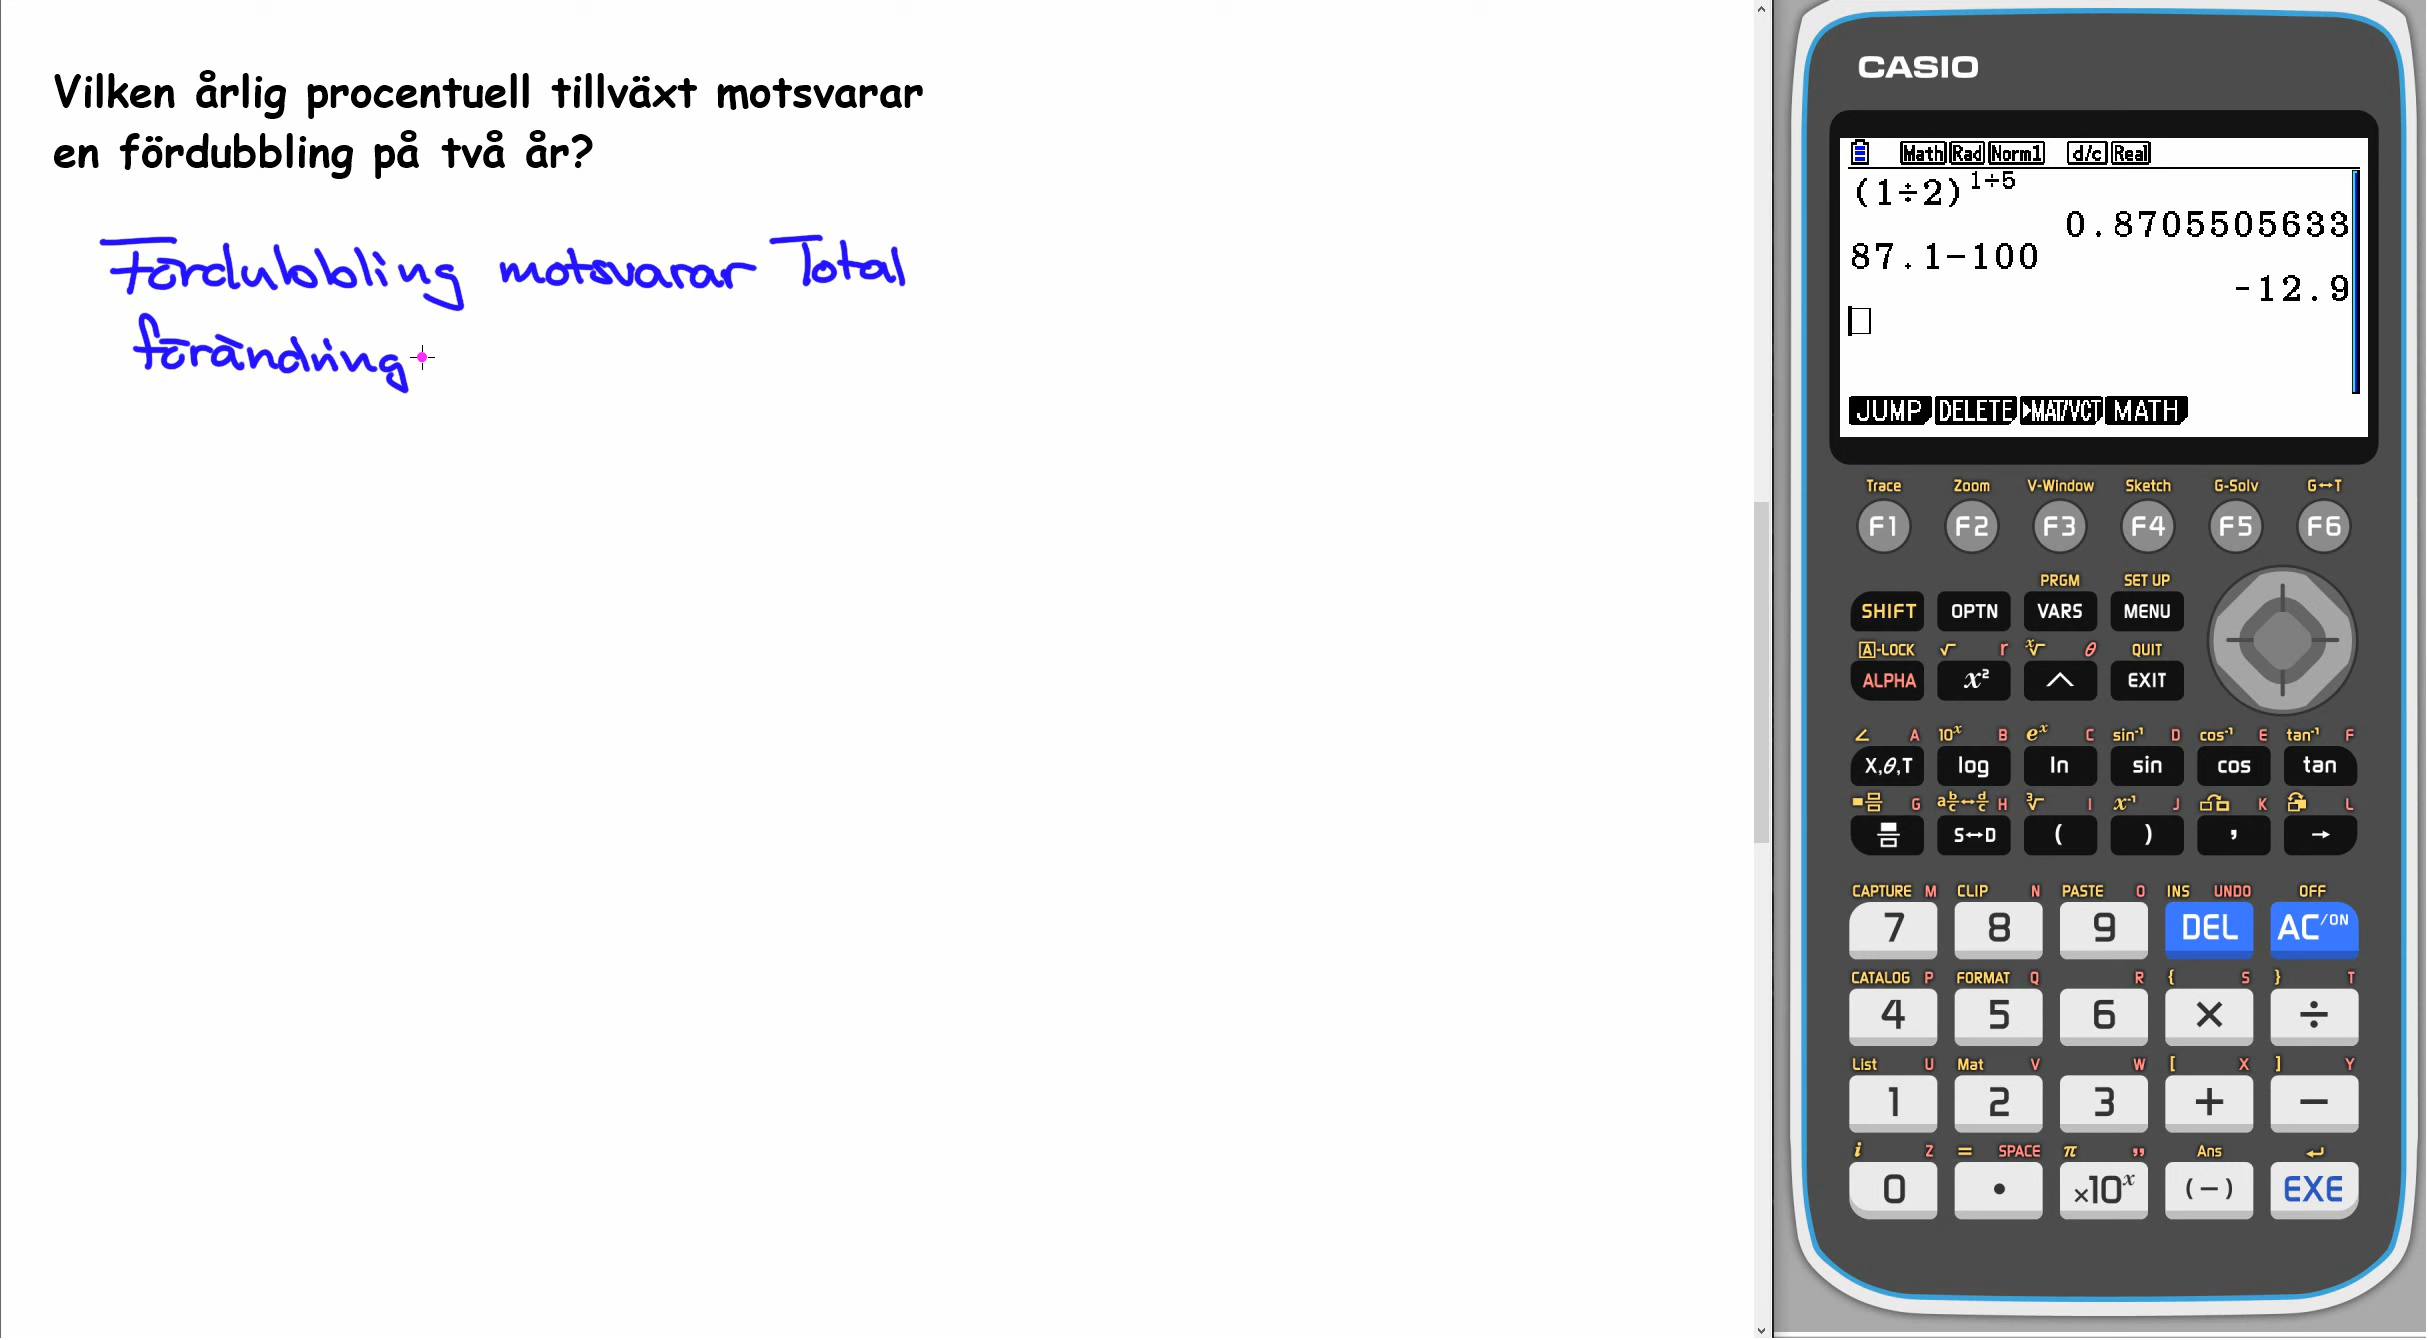 Vilken årlig procentuell tillväxt motsvarar
en fördubbling på två år?
Fördubbling motsvarar Total
förändring
CASIO
Math Rad Norm1 d/c Real
(1÷2)^1÷5
0.8705505633
87.1-100
-12.9
JUMP DELETE ▶MAT/VCT MATH
Trace Zoom V-Window Sketch G-Solv G↔T
F1 F2 F3 F4 F5 F6
PRGM SET UP
SHIFT OPTN VARS MENU
A-LOCK √ r ˣ√ θ QUIT
ALPHA x² ^ EXIT
∠ A 10ˣ B eˣ C sin⁻¹ D cos⁻¹ E tan⁻¹ F
X,θ,T log ln sin cos tan
G a b/c↔d/c H ³√ I x⁻¹ J K L
S↔D ( ) , →
CAPTURE M CLIP N PASTE O INS UNDO OFF
7 8 9 DEL AC/ON
CATALOG P FORMAT Q R { S } T
4 5 6 × ÷
List U Mat V W [ X ] Y
1 2 3 + −
i Z = SPACE π " Ans ↵
0 • ×10ˣ (−) EXE